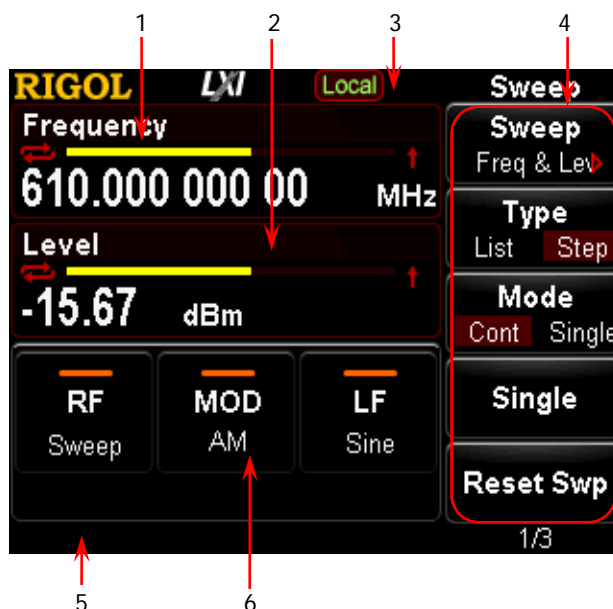 1 2 3 4
RIGOL LXI Local Sweep
Frequency
610.000 000 00 MHz
Level
-15.67 dBm
RF
Sweep
MOD
AM
LF
Sine
Sweep
Freq & Lev
Type
List Step
Mode
Cont Single
Single
Reset Swp
1/3
5 6